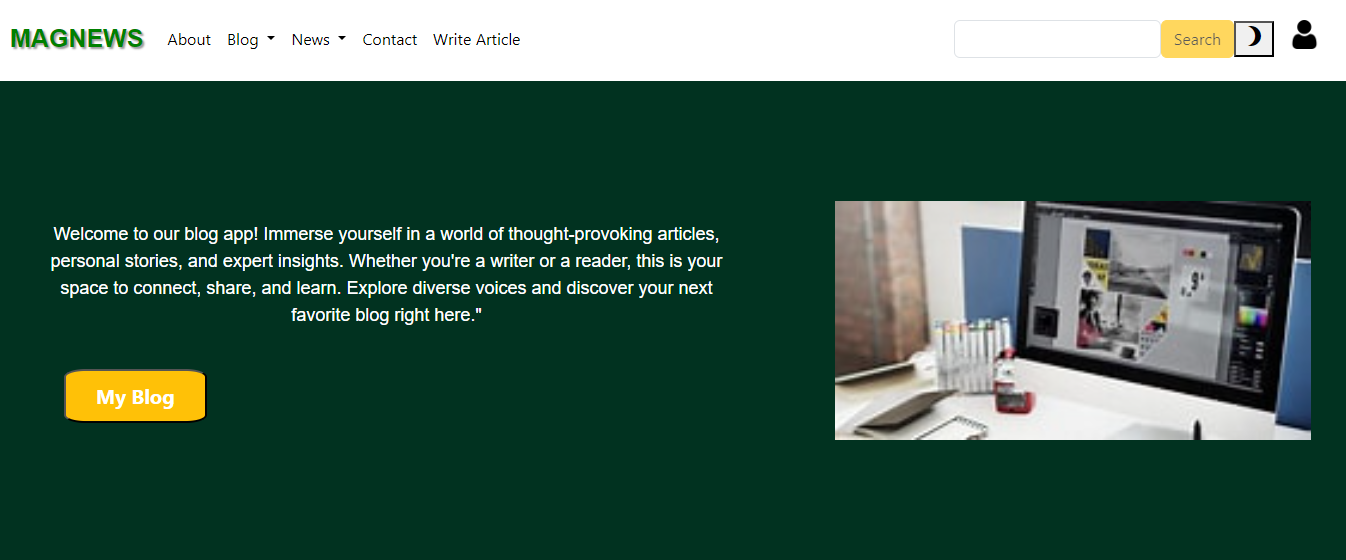 MAGNEWS About Blog News Contact Write Article Search
Welcome to our blog app! Immerse yourself in a world of thought-provoking articles,
personal stories, and expert insights. Whether you're a writer or a reader, this is your
space to connect, share, and learn. Explore diverse voices and discover your next
favorite blog right here."
My Blog